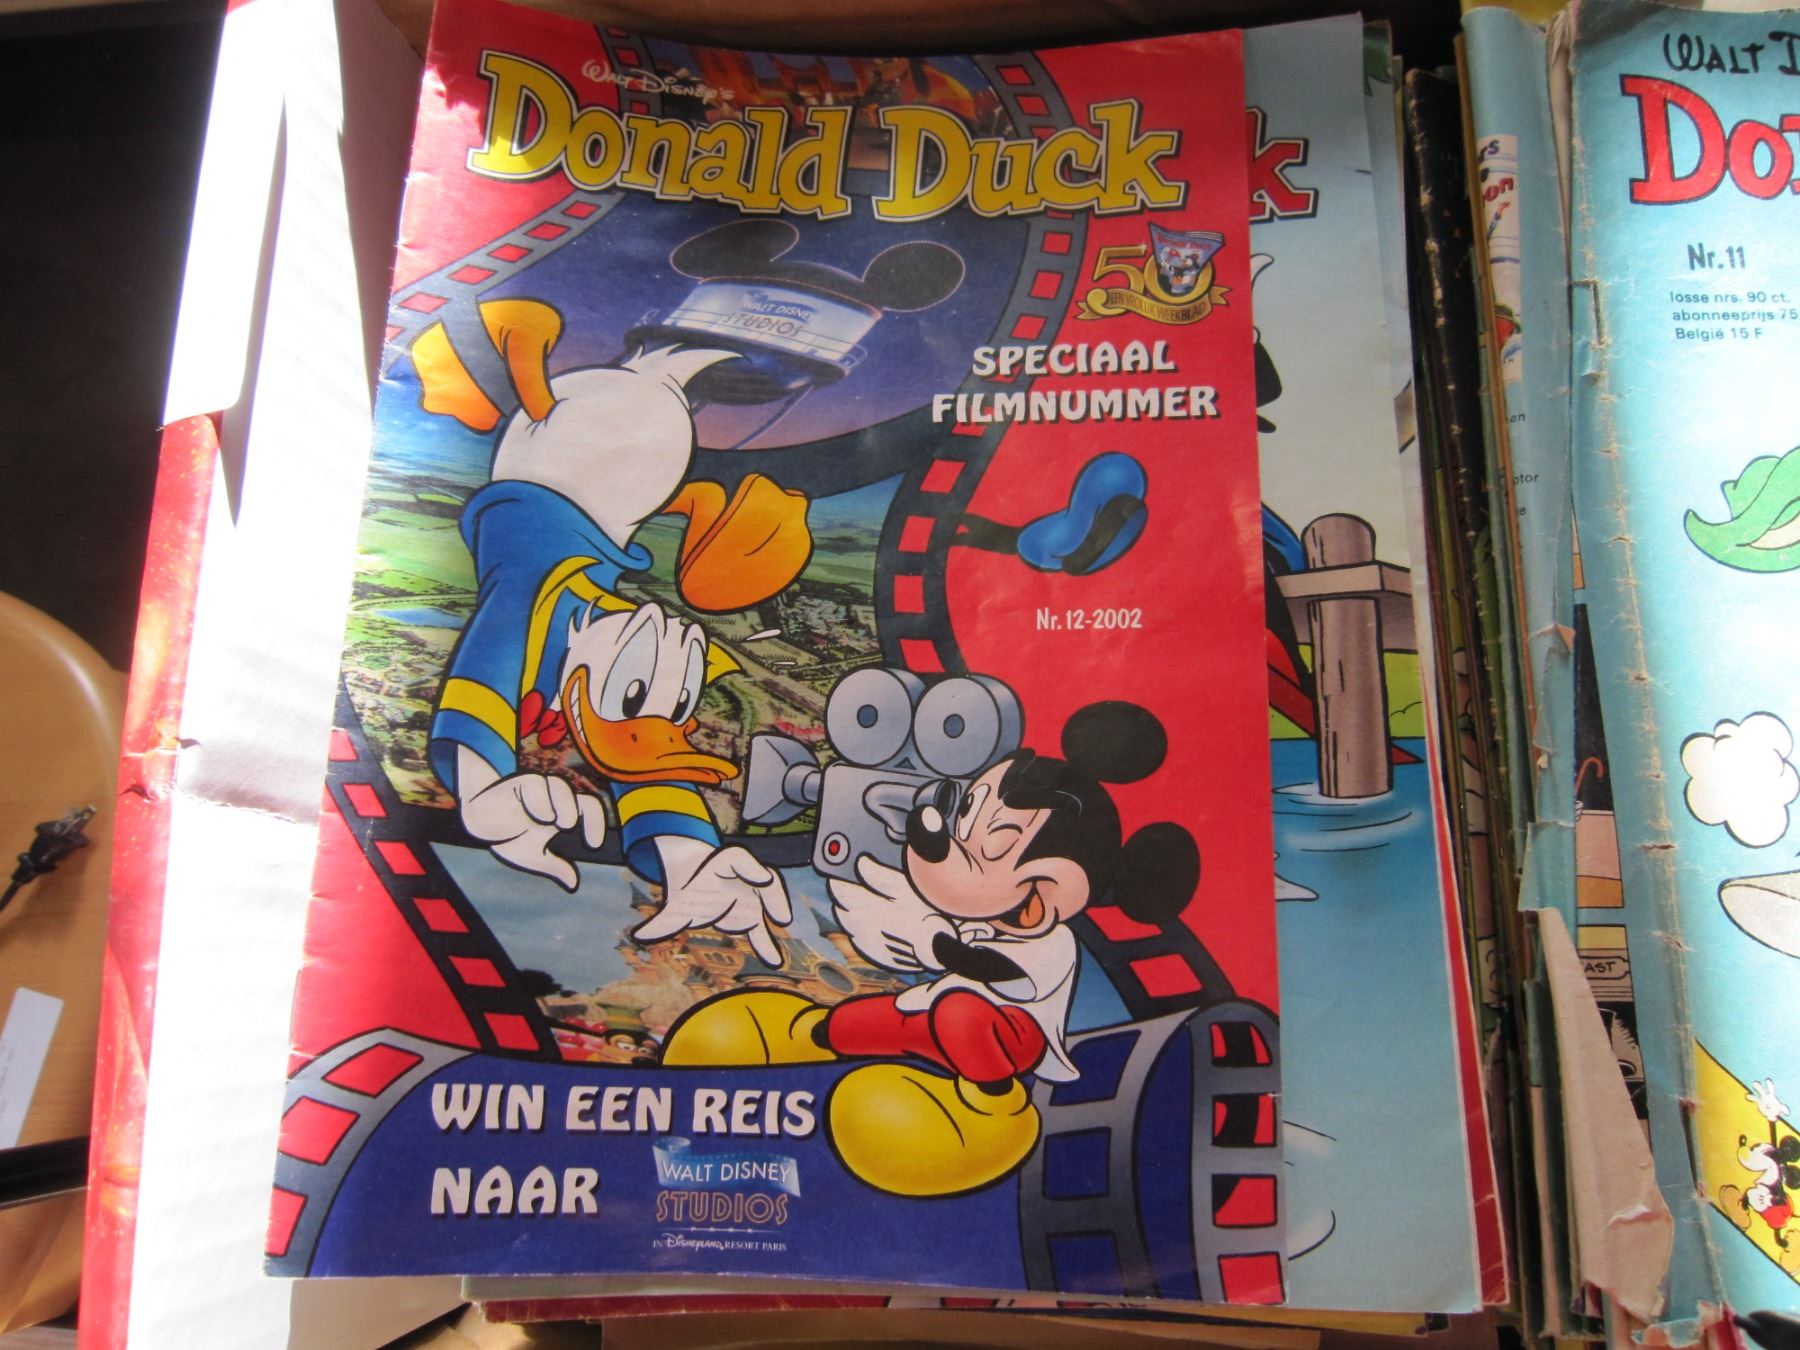 WALT DISNEY'S
Donald Duck
k
50
EEN VROLIJK WEEKBLAD
WALT DISNEY
STUDIOS
SPECIAAL
FILMNUMMER
Nr. 12-2002
WIN EEN REIS
NAAR
WALT DISNEY
STUDIOS
PARK
IN DISNEYLAND RESORT PARIS
WALT D
Do
Nr. 11
losse nrs. 90 ct.
abonneeprijs 75
België 15 F
AST